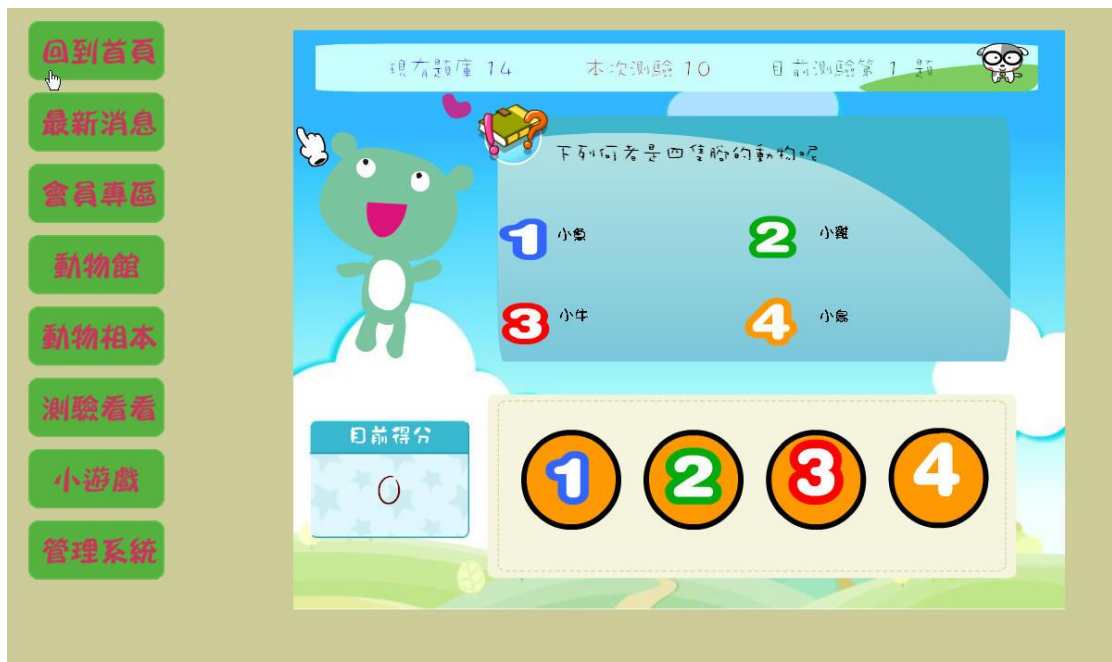 回到首頁
最新消息
會員專區
動物館
動物相本
測驗看看
小遊戲
管理系統
現有題庫 14 本次測驗 10 目前測驗第 1 題
下列何者是四隻腳的動物呢
1 小魚 2 小雞
3 小牛 4 小鳥
目前得分
0
1 2 3 4